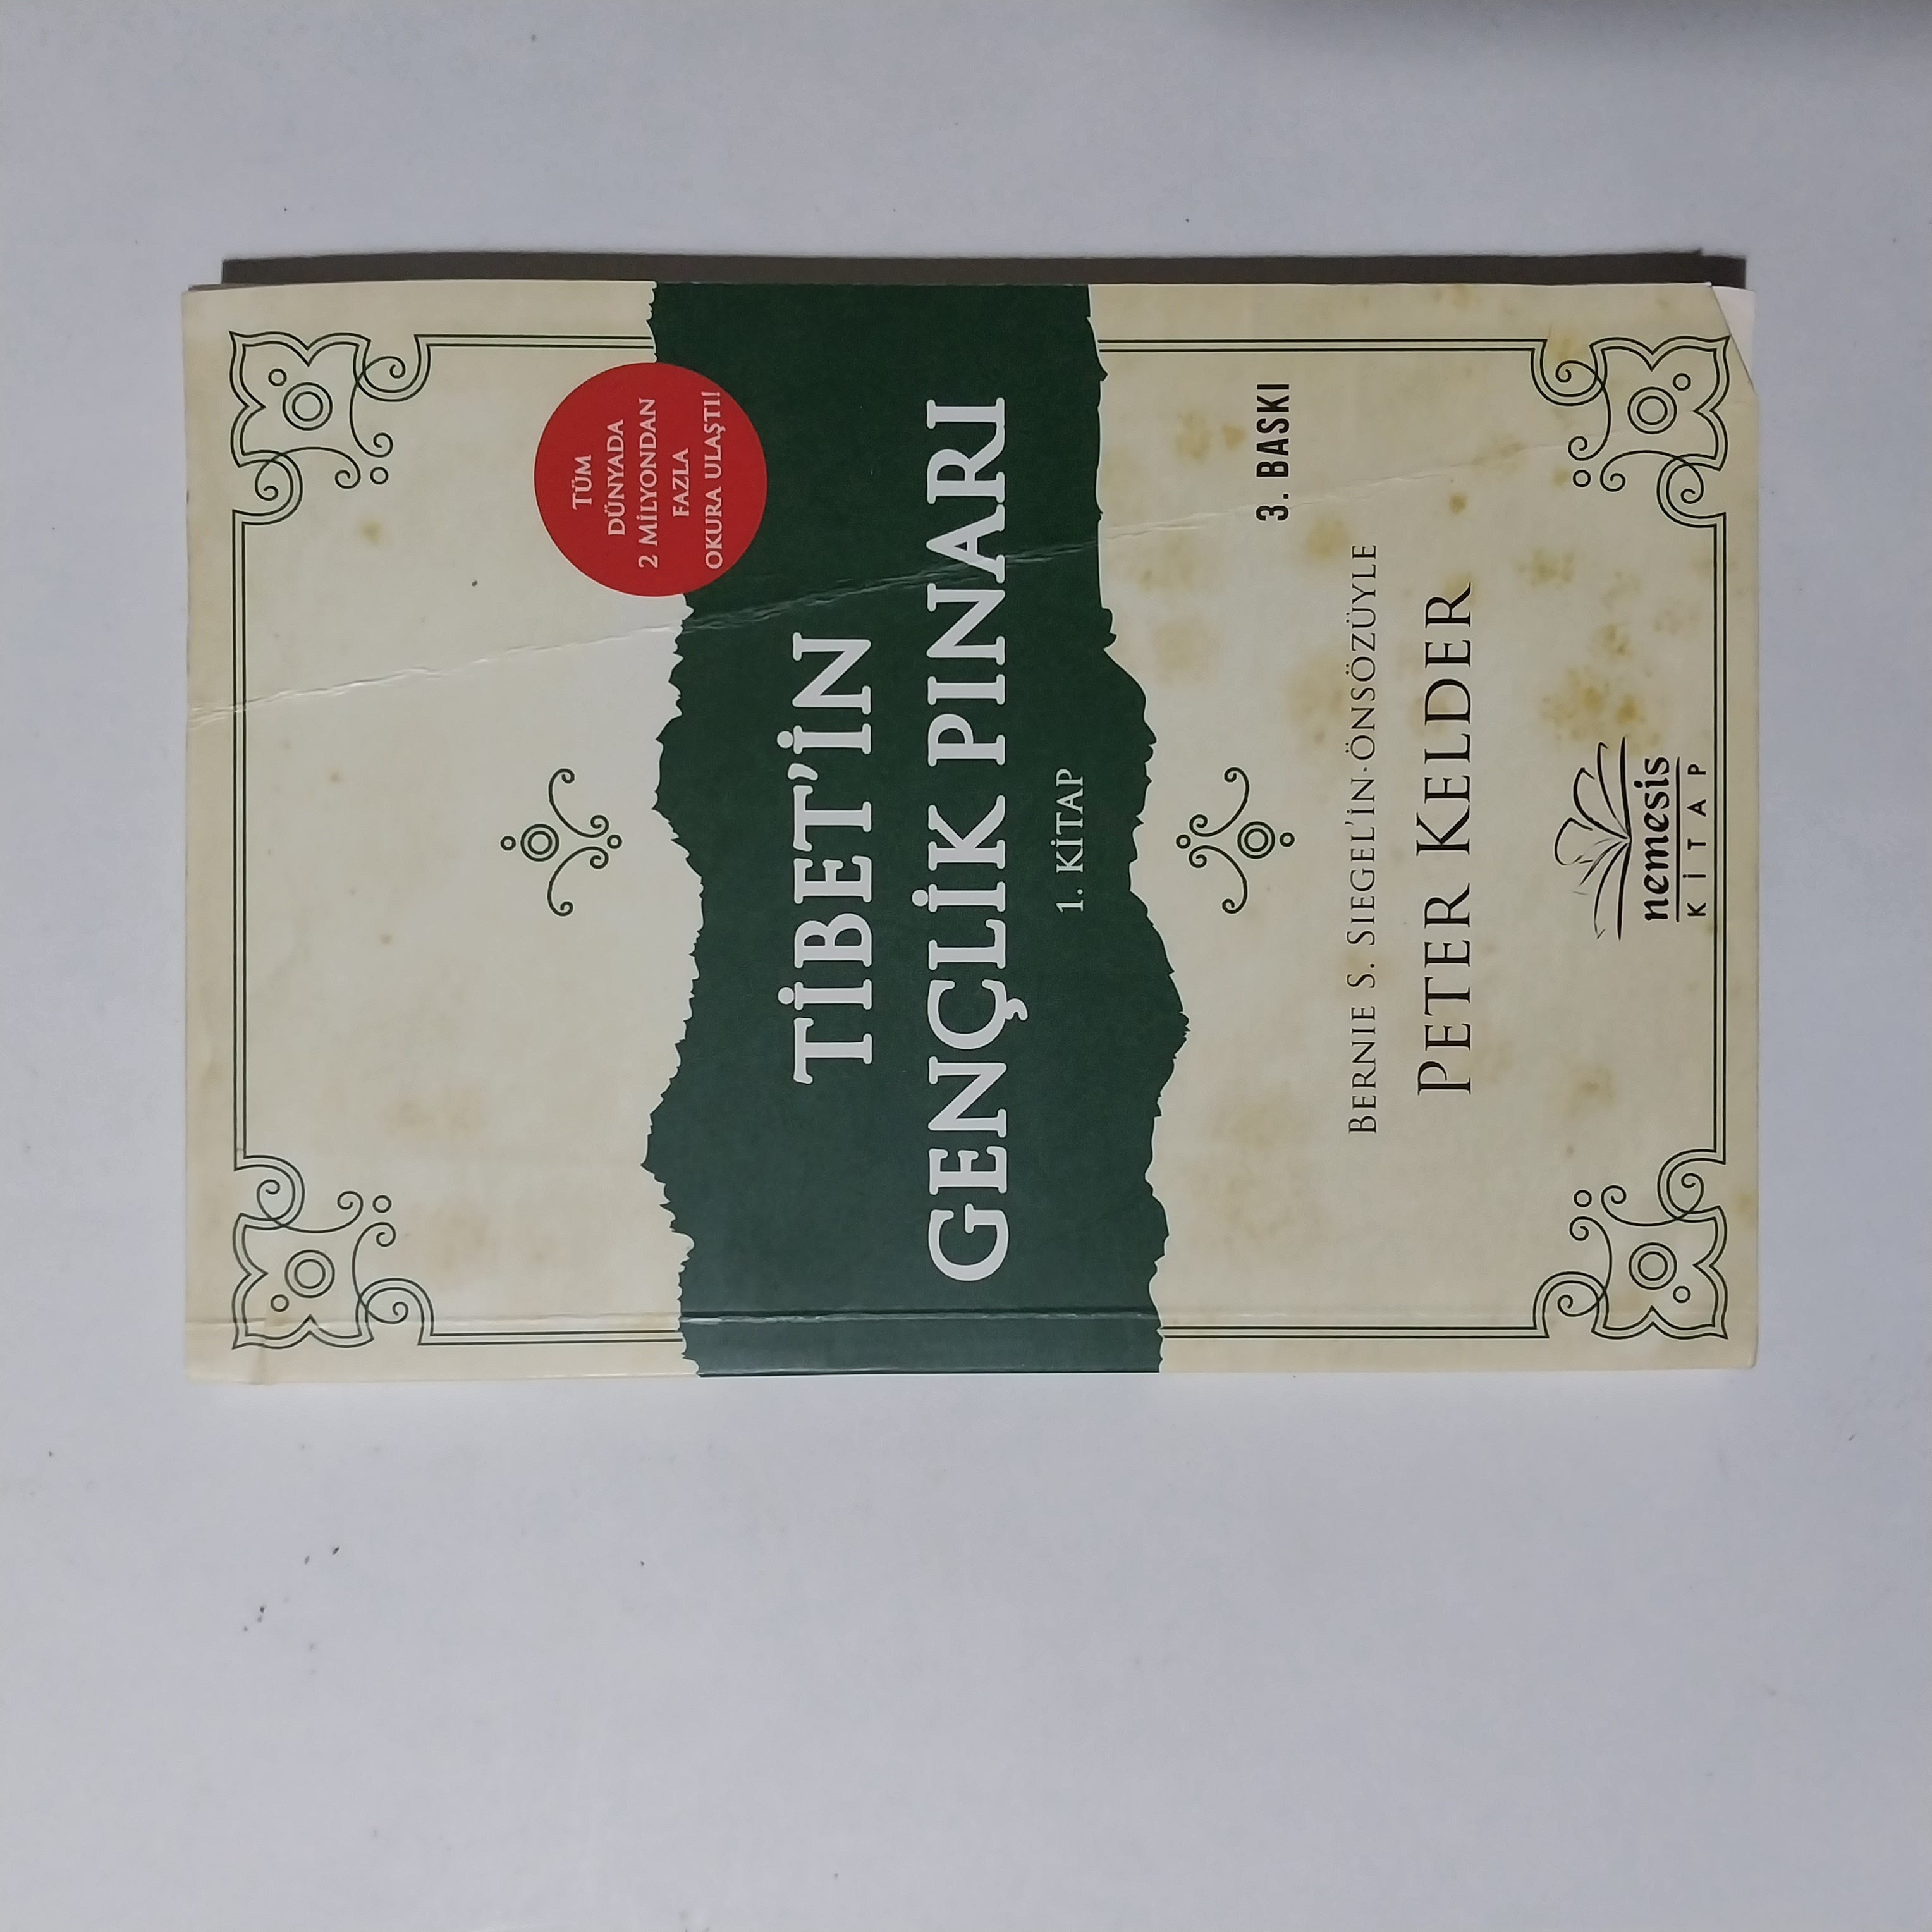 TÜM
DÜNYADA
2 MİLYONDAN
FAZLA
OKURA ULAŞTI!
TİBET'İN
GENÇLİK PINARI
1. KİTAP
3. BASKI
BERNIE S. SIEGEL'İN·ÖNSÖZÜYLE
PETER KELDER
nemesis
KİTAP